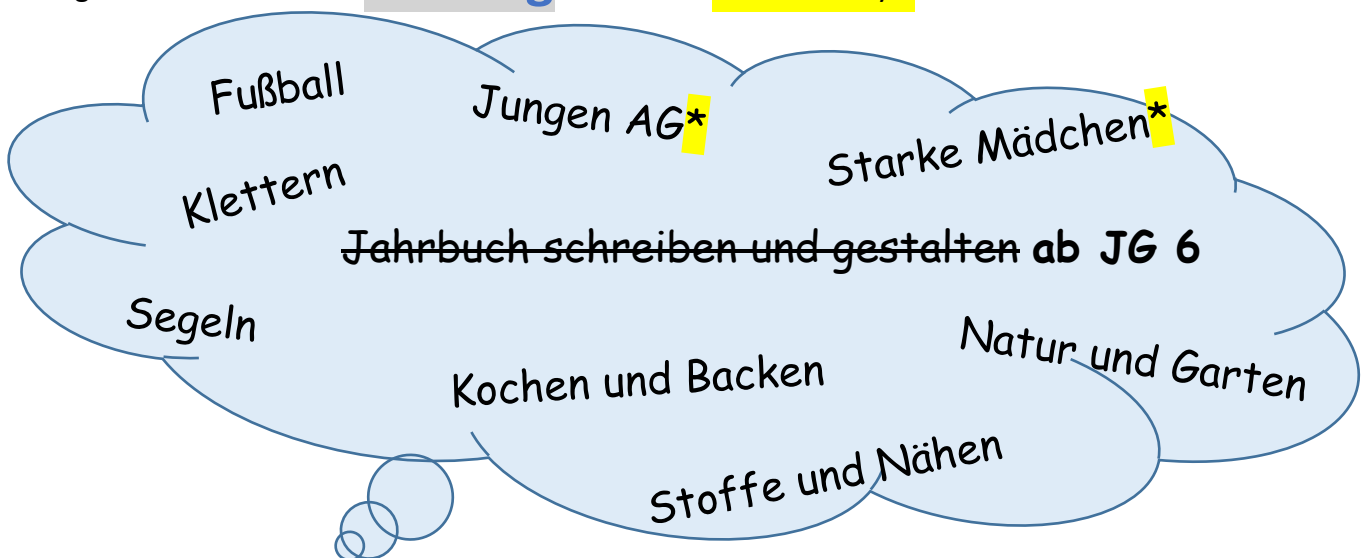 Fußball
Jungen AG*
Starke Mädchen*
Klettern
Jahrbuch schreiben und gestalten ab JG 6
Segeln
Natur und Garten
Kochen und Backen
Stoffe und Nähen